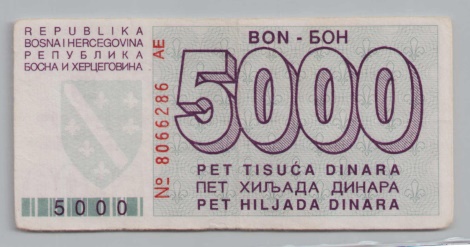 REPUBLIKA
BOSNA I HERCEGOVINA
РЕПУБЛИКА
БОСНА И ХЕРЦЕГОВИНА
BON - БОН
5000
№ 8066286 AE
PET TISUĆA DINARA
ПЕТ ХИЉАДА ДИНАРА
PET HILJADA DINARA
5000